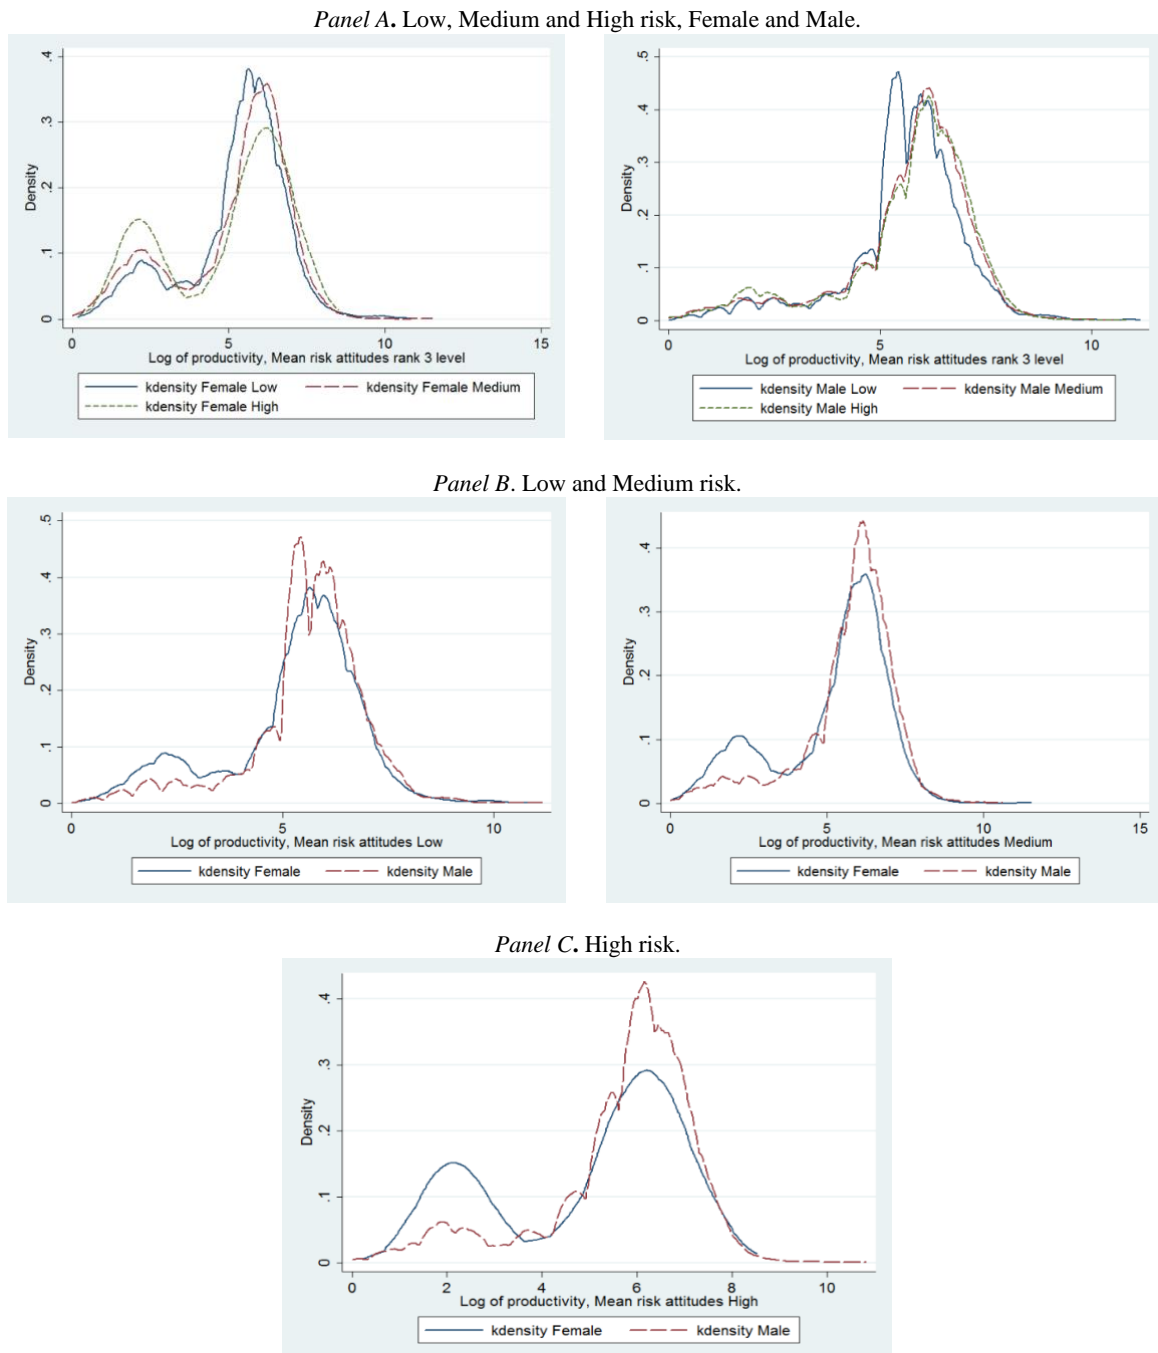 Panel A. Low, Medium and High risk, Female and Male.
.4
.3
.2
.1
0
Density
0 5 10 15
Log of productivity, Mean risk attitudes rank 3 level
kdensity Female Low kdensity Female Medium
kdensity Female High
.5
.4
.3
.2
.1
0
Density
0 5 10
Log of productivity, Mean risk attitudes rank 3 level
kdensity Male Low kdensity Male Medium
kdensity Male High
Panel B. Low and Medium risk.
.5
.4
.3
.2
.1
0
Density
0 5 10
Log of productivity, Mean risk attitudes Low
kdensity Female kdensity Male
.4
.3
.2
.1
0
Density
0 5 10 15
Log of productivity, Mean risk attitudes Medium
kdensity Female kdensity Male
Panel C. High risk.
.4
.3
.2
.1
0
Density
0 2 4 6 8 10
Log of productivity, Mean risk attitudes High
kdensity Female kdensity Male